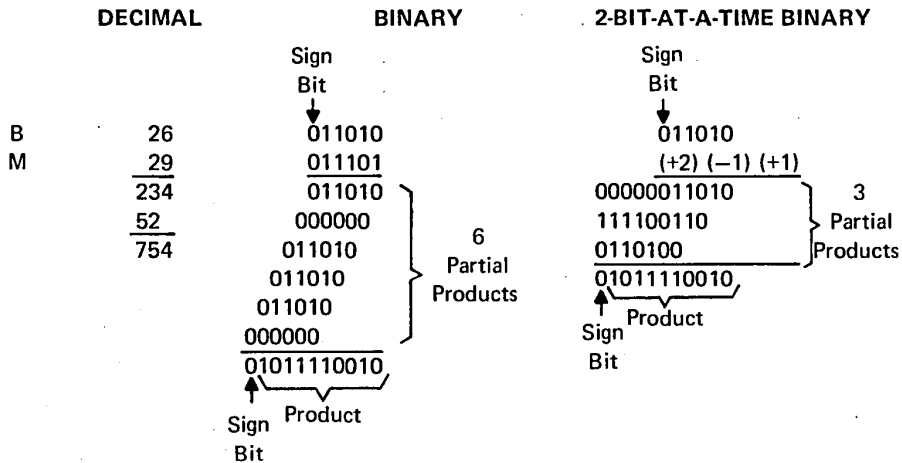 DECIMAL BINARY 2-BIT-AT-A-TIME BINARY
Sign Bit
Sign Bit
B 26 011010 011010
M 29 011101 (+2) (−1) (+1)
234 011010 00000011010
52 000000 111100110
754 011010 0110100
011010
011010
000000
01011110010
01011110010
6 Partial Products
3 Partial Products
Sign Bit
Product
Sign Bit
Product